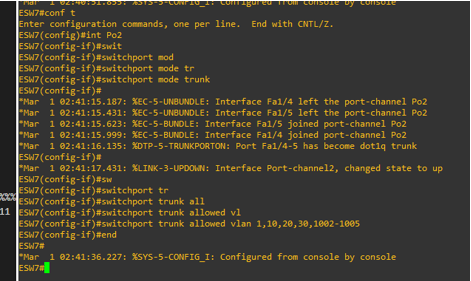 *Mar  1 02:40:51.855: %SYS-5-CONFIG_I: Configured from console by console
ESW7#conf t
Enter configuration commands, one per line.  End with CNTL/Z.
ESW7(config)#int Po2
ESW7(config-if)#swit
ESW7(config-if)#switchport mod
ESW7(config-if)#switchport mode tr
ESW7(config-if)#switchport mode trunk
ESW7(config-if)#
*Mar  1 02:41:15.187: %EC-5-UNBUNDLE: Interface Fa1/4 left the port-channel Po2
*Mar  1 02:41:15.431: %EC-5-UNBUNDLE: Interface Fa1/5 left the port-channel Po2
*Mar  1 02:41:15.623: %EC-5-BUNDLE: Interface Fa1/5 joined port-channel Po2
*Mar  1 02:41:15.999: %EC-5-BUNDLE: Interface Fa1/4 joined port-channel Po2
*Mar  1 02:41:16.135: %DTP-5-TRUNKPORTON: Port Fa1/4-5 has become dot1q trunk
ESW7(config-if)#
*Mar  1 02:41:17.431: %LINK-3-UPDOWN: Interface Port-channel2, changed state to up
ESW7(config-if)#sw
%%%
ESW7(config-if)#switchport tr
11
ESW7(config-if)#switchport trunk all
ESW7(config-if)#switchport trunk allowed vl
ESW7(config-if)#switchport trunk allowed vlan 1,10,20,30,1002-1005
ESW7(config-if)#end
ESW7#
*Mar  1 02:41:36.227: %SYS-5-CONFIG_I: Configured from console by console
ESW7#